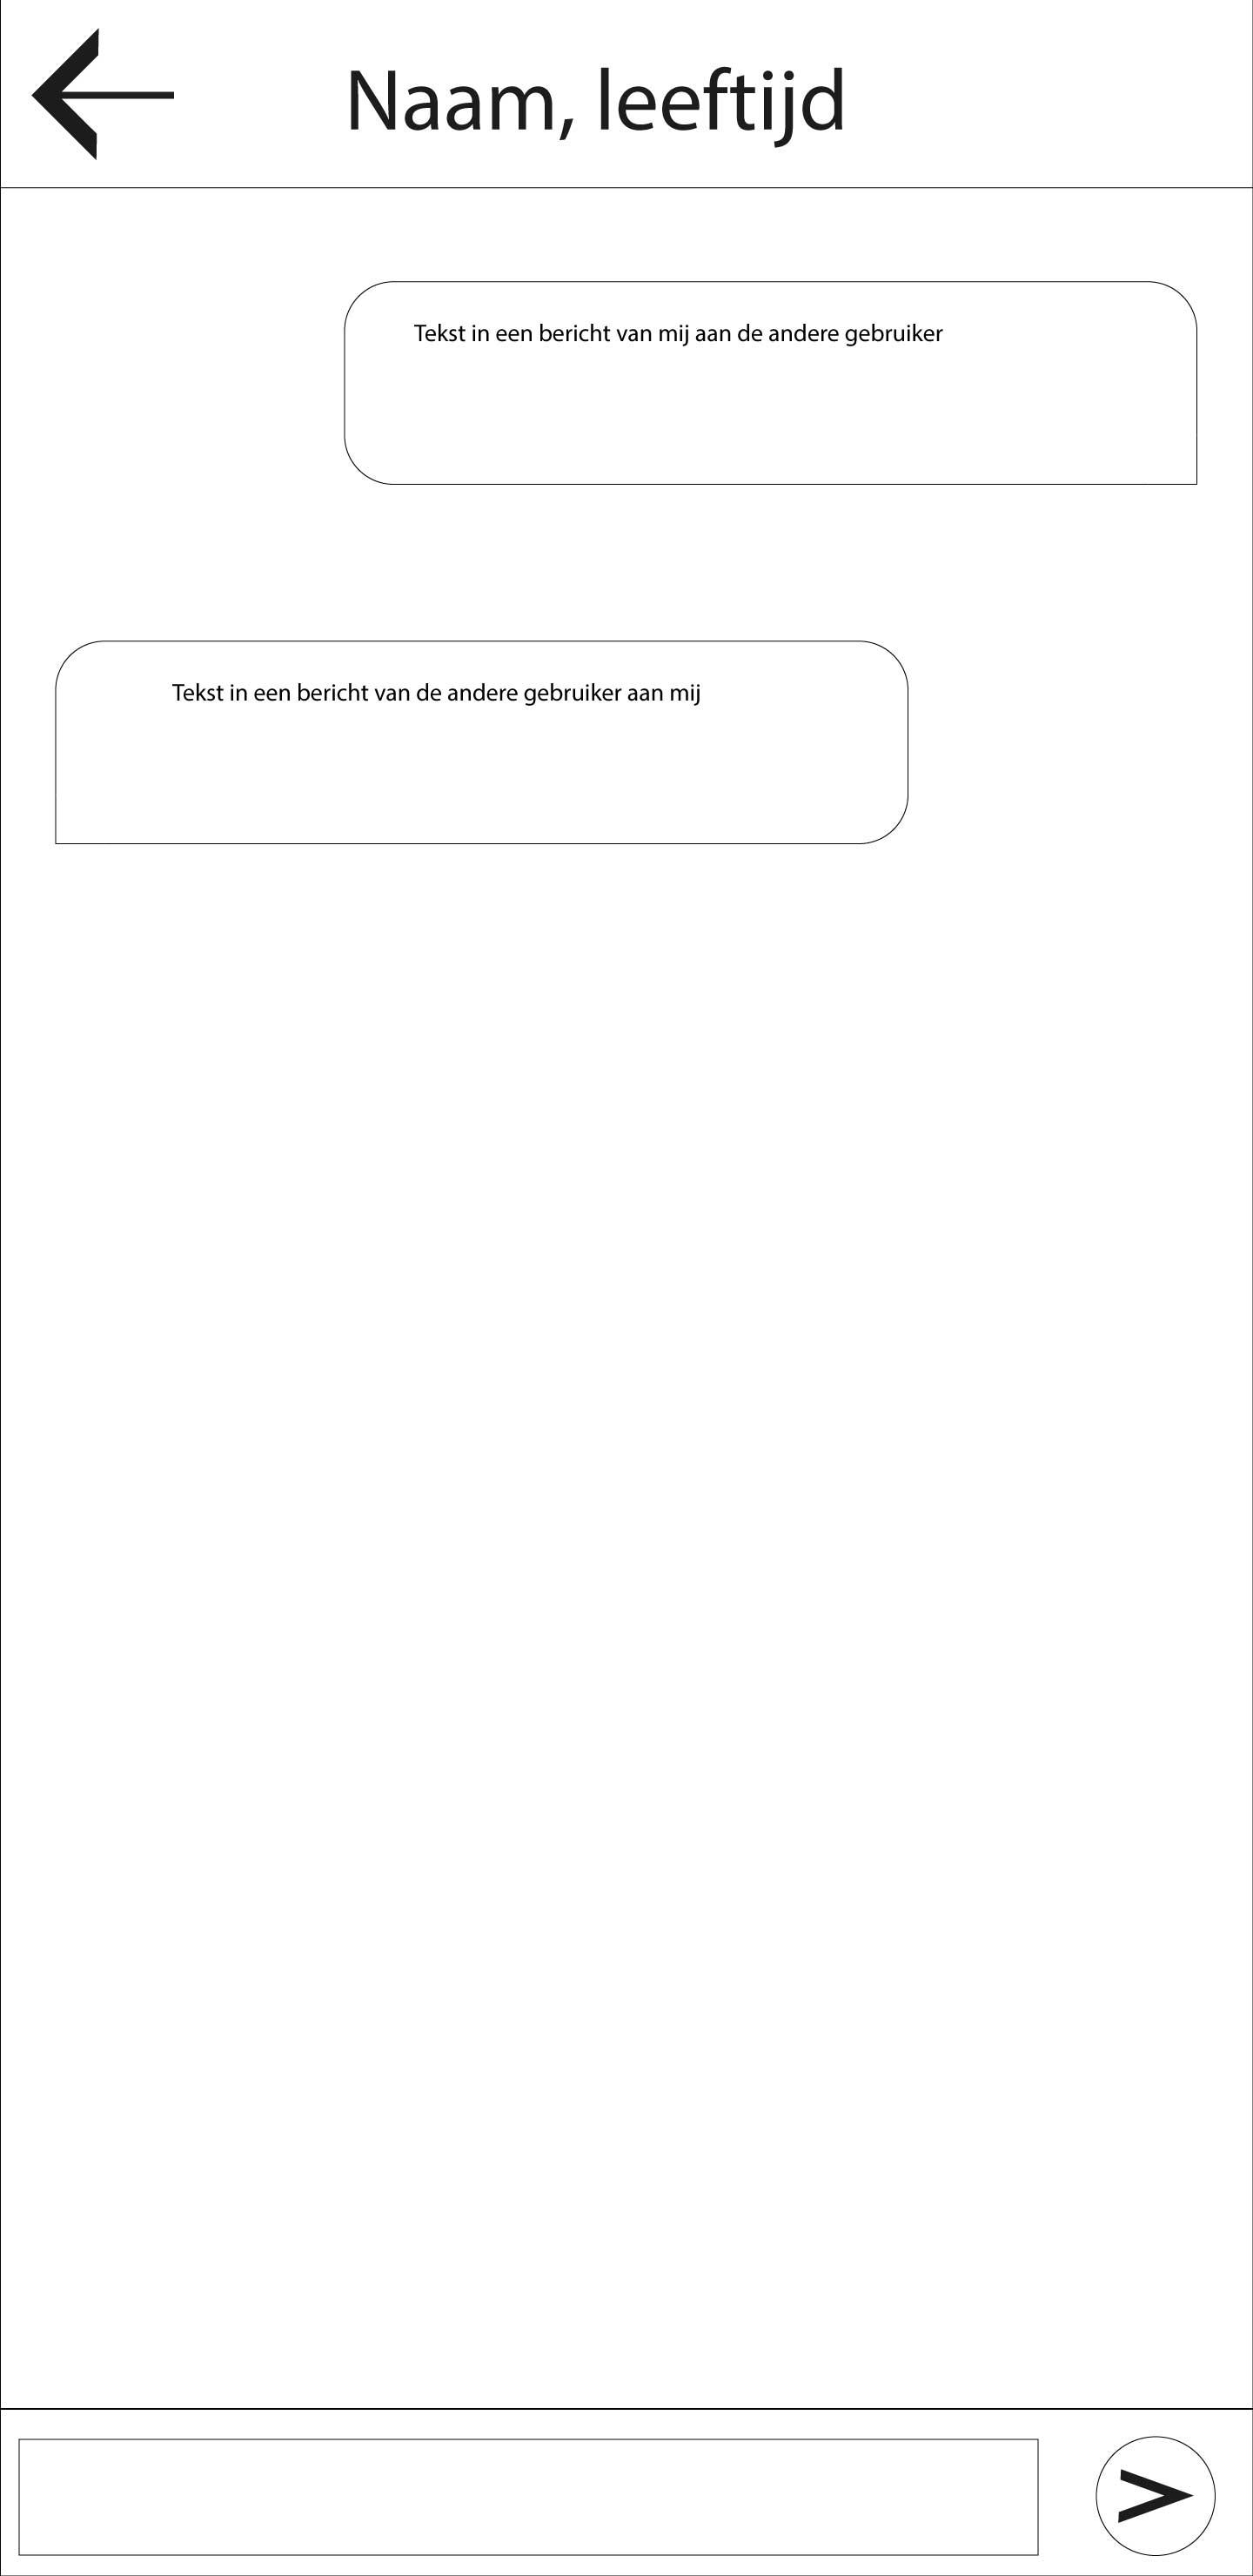 Naam, leeftijd
Tekst in een bericht van mij aan de andere gebruiker
Tekst in een bericht van de andere gebruiker aan mij